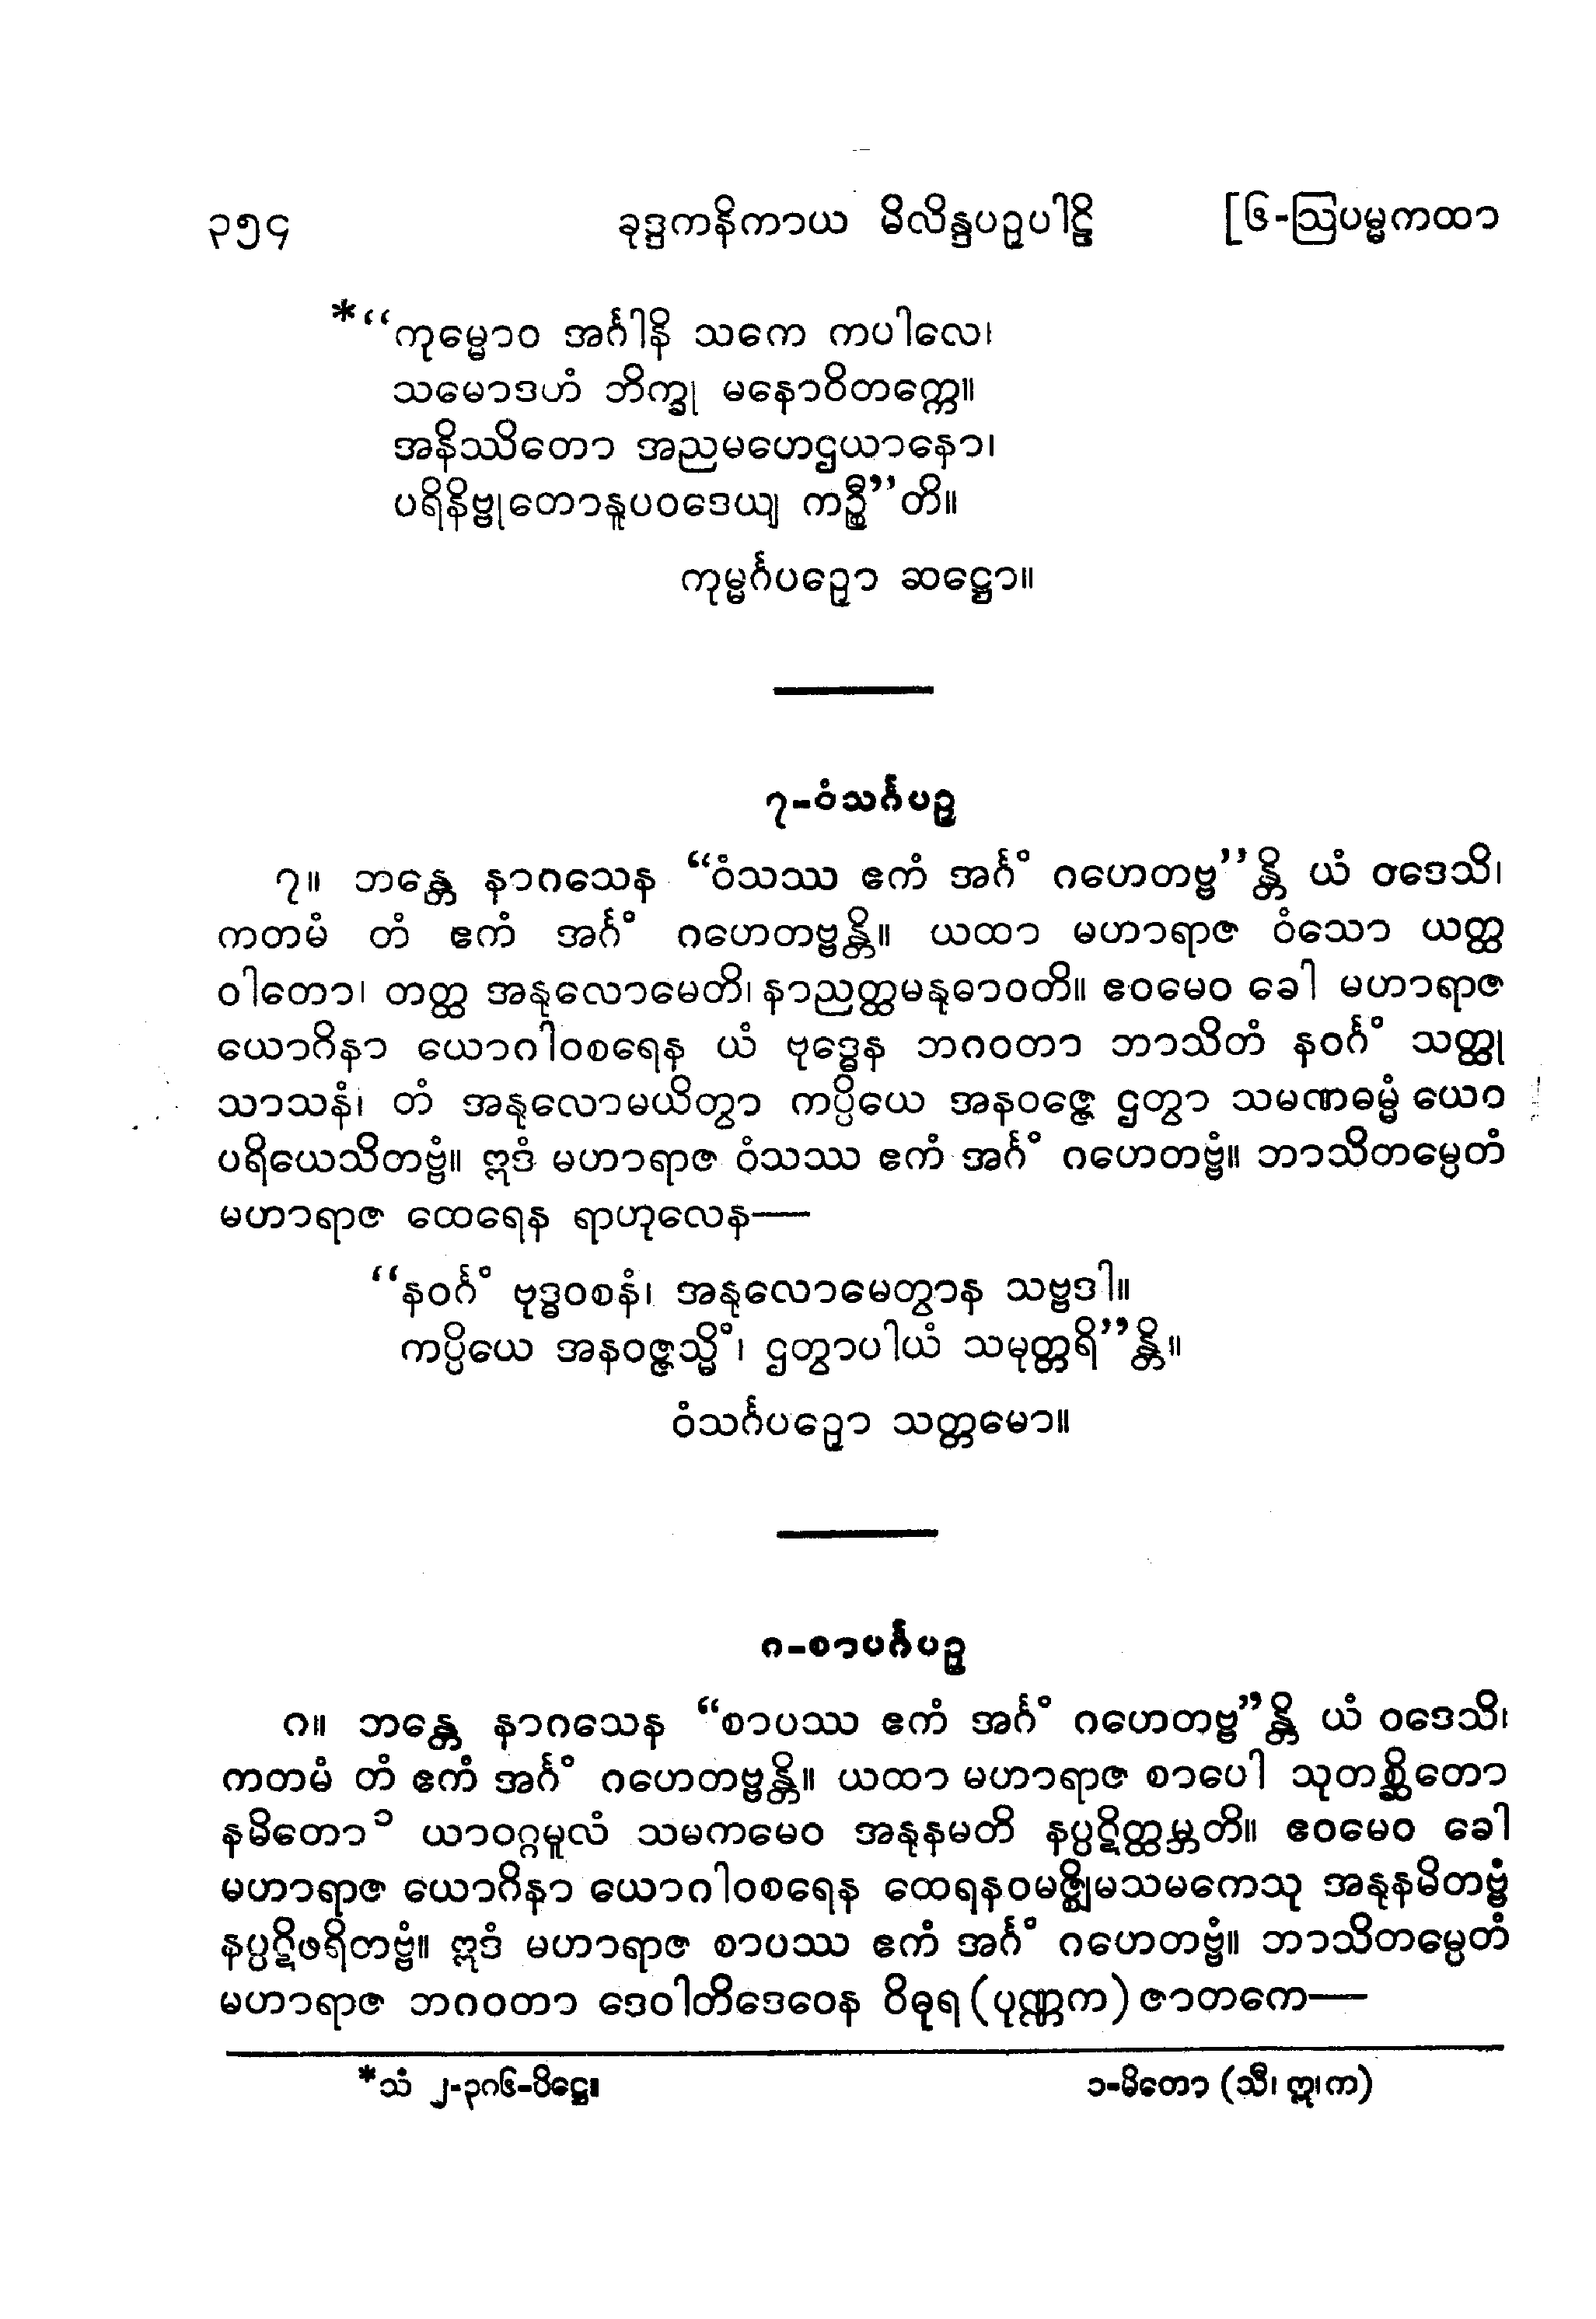 ၃၅၄ ခုဒ္ဒကနိကာယ မိလိန္ဒပဉှပါဠိ [၆-ဩပမ္မကထာ
*“ကုမ္မောဝ အင်္ဂါနိ သကေ ကပါလေ၊
သမောဒဟံ ဘိက္ခု မနောဝိတက္ကေ။
အနိဿိတော အညမဟေဌယာနော၊
ပရိနိဗ္ဗုတောနူပဝဒေယျ ကဉ္စီ”တိ။
ကုမ္မင်္ဂပဉှော ဆဋ္ဌော။
၇-ဝံသင်္ဂပဉှ
၇။ ဘန္တေ နာဂသေန “ဝံသဿ ဧကံ အင်္ဂံ ဂဟေတဗ္ဗ”န္တိ ယံ ဝဒေသိ၊
ကတမံ တံ ဧကံ အင်္ဂံ ဂဟေတဗ္ဗန္တိ။ ယထာ မဟာရာဇ ဝံသော ယတ္ထ
ဝါတော၊ တတ္ထ အနုလောမေတိ၊ နာညတ္ထမနုဓာဝတိ။ ဧဝမေဝ ခေါ မဟာရာဇ
ယောဂိနာ ယောဂါဝစရေန ယံ ဗုဒ္ဓေန ဘဂဝတာ ဘာသိတံ နဝင်္ဂံ သတ္ထု
သာသနံ၊ တံ အနုလောမယိတွာ ကပ္ပိယေ အနဝဇ္ဇေ ဌတွာ သမဏဓမ္မံ ယေဝ
ပရိယေသိတဗ္ဗံ။ ဣဒံ မဟာရာဇ ဝံသဿ ဧကံ အင်္ဂံ ဂဟေတဗ္ဗံ။ ဘာသိတမ္ပေတံ
မဟာရာဇ ထေရေန ရာဟုလေန—
“နဝင်္ဂံ ဗုဒ္ဓဝစနံ၊ အနုလောမေတွာန သဗ္ဗဒါ။
ကပ္ပိယေ အနဝဇ္ဇသ္မိံ၊ ဌတွာပါယံ သမုတ္တရိ”န္တိ။
ဝံသင်္ဂပဉှော သတ္တမော။
၈-စာပင်္ဂပဉှ
၈။ ဘန္တေ နာဂသေန “စာပဿ ဧကံ အင်္ဂံ ဂဟေတဗ္ဗ”န္တိ ယံ ဝဒေသိ၊
ကတမံ တံ ဧကံ အင်္ဂံ ဂဟေတဗ္ဗန္တိ။ ယထာ မဟာရာဇ စာပေါ သုတစ္ဆိတော
နမိတော၁ ယာဝဂ္ဂမူလံ သမကမေဝ အနုနမတိ နပ္ပဋိတ္ထမ္ဘတိ။ ဧဝမေဝ ခေါ
မဟာရာဇ ယောဂိနာ ယောဂါဝစရေန ထေရနဝမဇ္ဈိမသမကေသု အနုနမိတဗ္ဗံ
နပ္ပဋိဖရိတဗ္ဗံ။ ဣဒံ မဟာရာဇ စာပဿ ဧကံ အင်္ဂံ ဂဟေတဗ္ဗံ။ ဘာသိတမ္ပေတံ
မဟာရာဇ ဘဂဝတာ ဒေဝါတိဒေဝေန ဝိဓုရ (ပုဏ္ဏက) ဇာတကေ—
*သံ ၂-၃၈၆-ပိဋ္ဌေ။ ၁-မိတော (သီ၊ ဣ၊က)